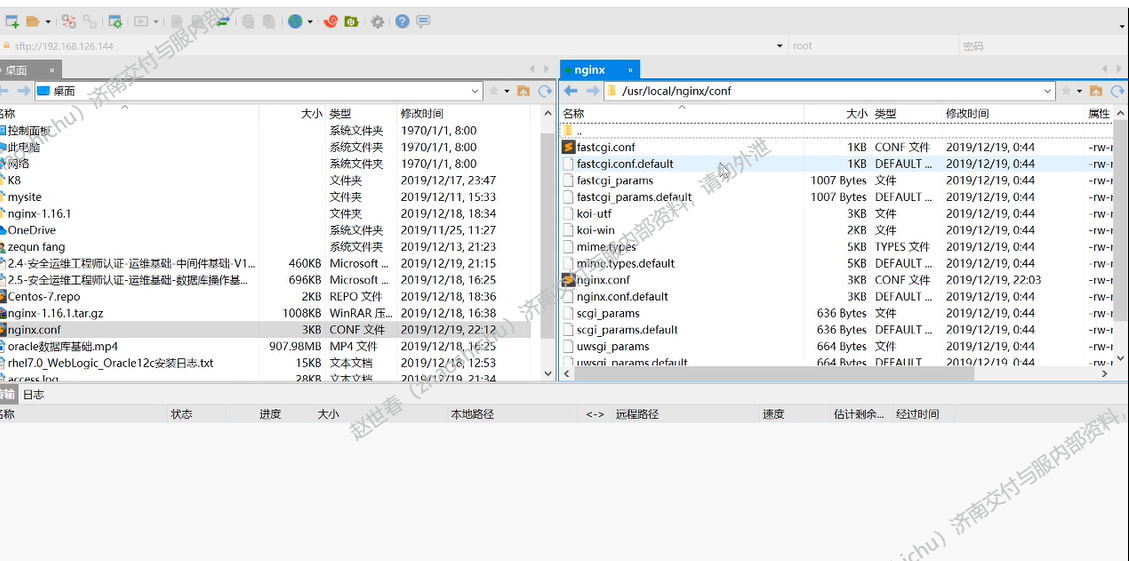 sftp://192.168.126.144
root
密码
桌面
nginx
桌面
/usr/local/nginx/conf
名称 大小 类型 修改时间
控制面板 系统文件夹 1970/1/1, 8:00
此电脑 系统文件夹 1970/1/1, 8:00
网络 系统文件夹 1970/1/1, 8:00
K8 文件夹 2019/12/17, 23:47
mysite 文件夹 2019/12/11, 15:33
nginx-1.16.1 文件夹 2019/12/18, 18:34
OneDrive 系统文件夹 2019/11/25, 11:27
zequn fang 系统文件夹 2019/12/13, 21:23
2.4-安全运维工程师认证-运维基础-中间件基础-V1... 460KB Microsoft ... 2019/12/19, 21:15
2.5-安全运维工程师认证-运维基础-数据库操作基... 696KB Microsoft ... 2019/12/18, 16:25
Centos-7.repo 2KB REPO 文件 2019/12/18, 18:36
nginx-1.16.1.tar.gz 1008KB WinRAR 压... 2019/12/18, 16:38
nginx.conf 3KB CONF 文件 2019/12/19, 22:12
oracle数据库基础.mp4 907.98MB MP4 文件 2019/12/18, 16:25
rhel7.0_WebLogic_Oracle12c安装日志.txt 15KB 文本文档 2019/12/18, 12:53
access.log 28KB 文本文档 2019/12/19, 21:34
名称 大小 类型 修改时间 属性
..
fastcgi.conf 1KB CONF 文件 2019/12/19, 0:44 -rw-r
fastcgi.conf.default 1KB DEFAULT ... 2019/12/19, 0:44 -rw-r
fastcgi_params 1007 Bytes 文件 2019/12/19, 0:44 -rw-r
fastcgi_params.default 1007 Bytes DEFAULT ... 2019/12/19, 0:44 -rw-r
koi-utf 3KB 文件 2019/12/19, 0:44 -rw-r
koi-win 2KB 文件 2019/12/19, 0:44 -rw-r
mime.types 5KB TYPES 文件 2019/12/19, 0:44 -rw-r
mime.types.default 5KB DEFAULT ... 2019/12/19, 0:44 -rw-r
nginx.conf 3KB CONF 文件 2019/12/19, 22:03 -rw-r
nginx.conf.default 3KB DEFAULT ... 2019/12/19, 0:44 -rw-r
scgi_params 636 Bytes 文件 2019/12/19, 0:44 -rw-r
scgi_params.default 636 Bytes DEFAULT ... 2019/12/19, 0:44 -rw-r
uwsgi_params 664 Bytes 文件 2019/12/19, 0:44 -rw-r
uwsgi_params.default 664 Bytes DEFAULT ... 2019/12/19, 0:44 -rw-r
传输 日志
名称 状态 进度 大小 本地路径 <-> 远程路径 速度 估计剩余... 经过时间
赵世春（zhaoshichu）济南交付与服内部资料，请勿外泄
济南交付与服内部资料
济南交付与服内部资料，